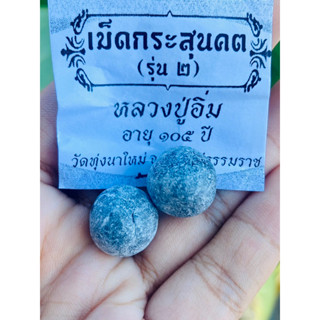 เม็ดกระสุนคต
(รุ่น ๒)
หลวงปู่อิ่ม
อายุ ๑๐๕ ปี
วัดทุ่งนาใหม่ จ.